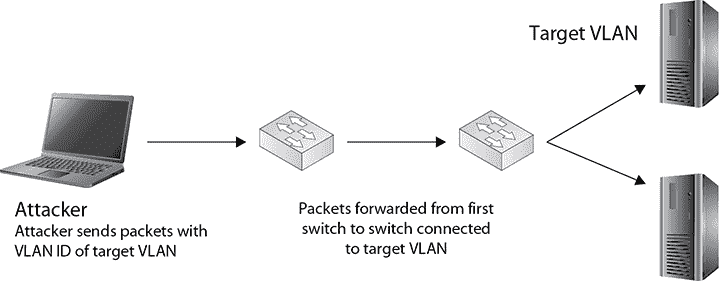 Target VLAN
Attacker
Attacker sends packets with
VLAN ID of target VLAN
Packets forwarded from first
switch to switch connected
to target VLAN